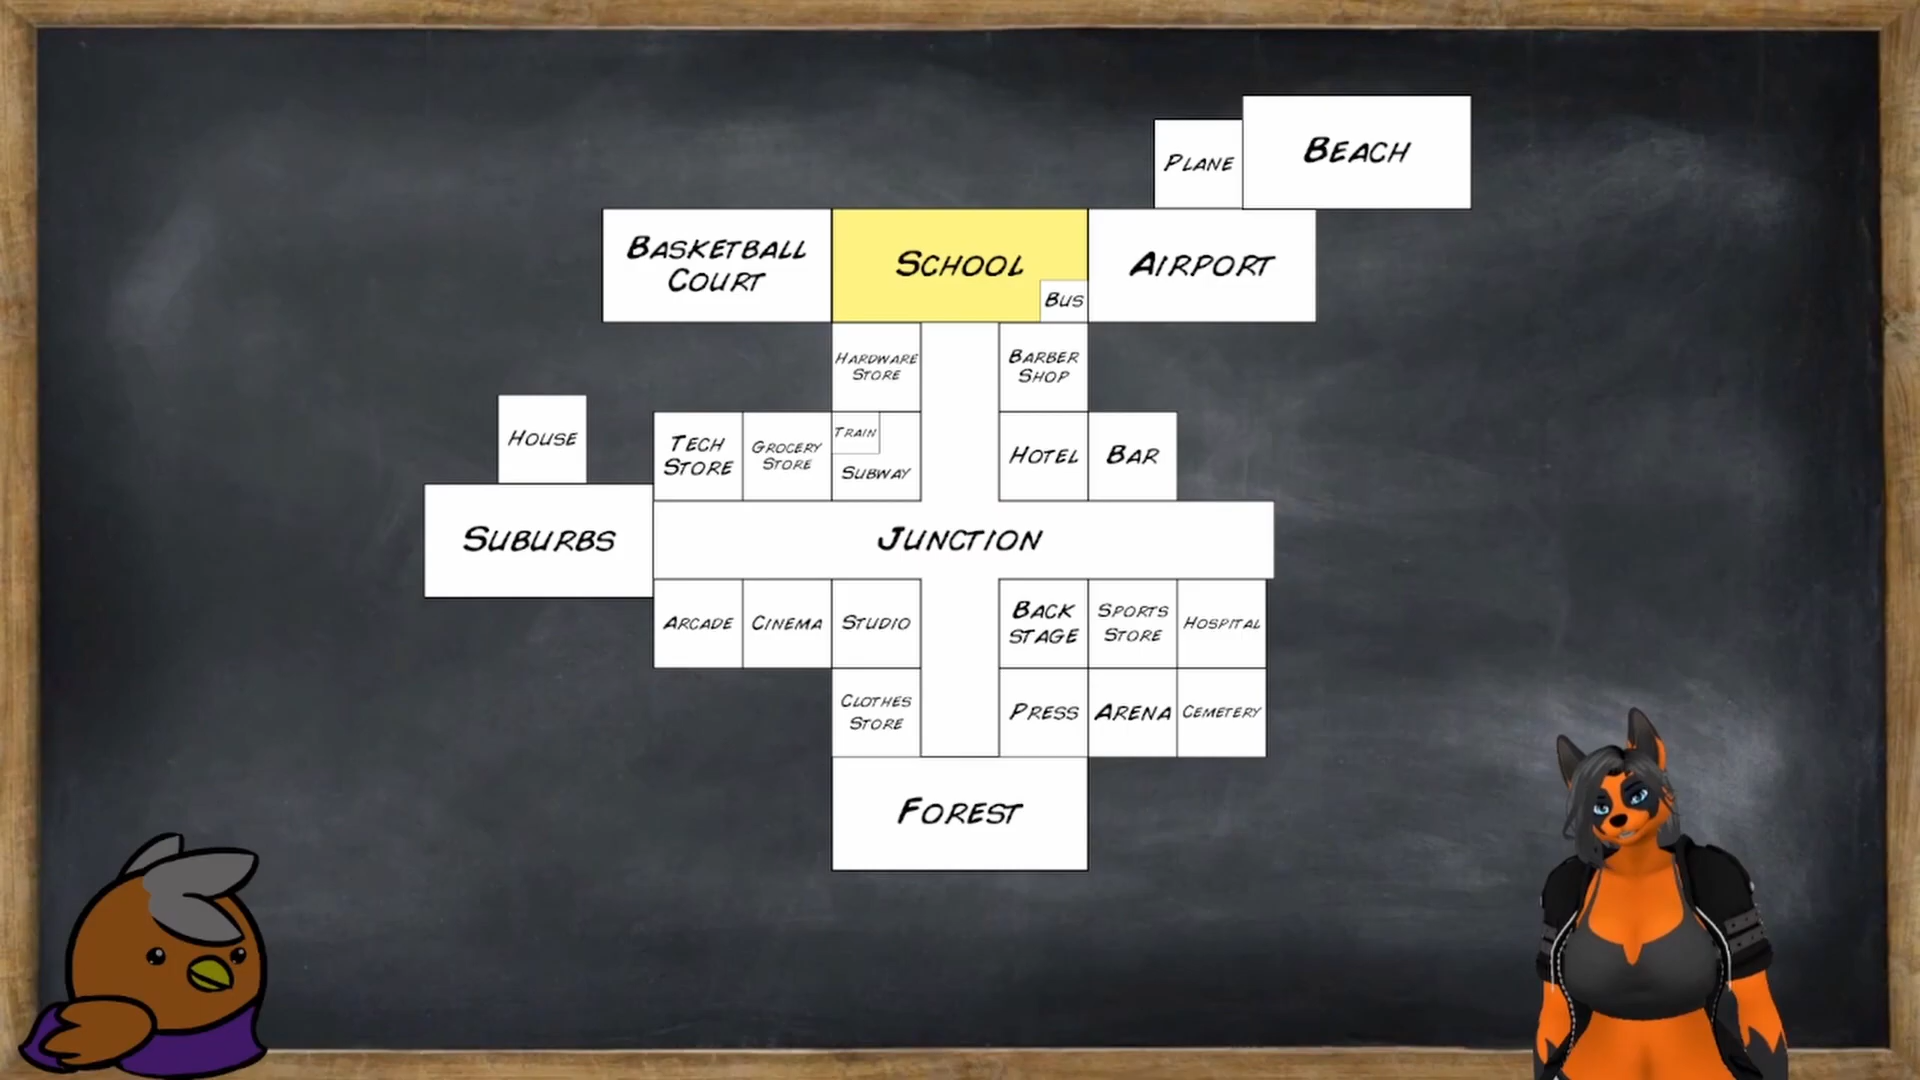 BEACH
PLANE
BASKETBALL
COURT
SCHOOL
AIRPORT
BUS
HARDWARE
STORE
BARBER
SHOP
HOUSE
TECH
STORE
GROCERY
STORE
TRAIN
SUBWAY
HOTEL
BAR
SUBURBS
JUNCTION
ARCADE
CINEMA
STUDIO
BACK
STAGE
SPORTS
STORE
HOSPITAL
CLOTHES
STORE
PRESS
ARENA
CEMETERY
FOREST